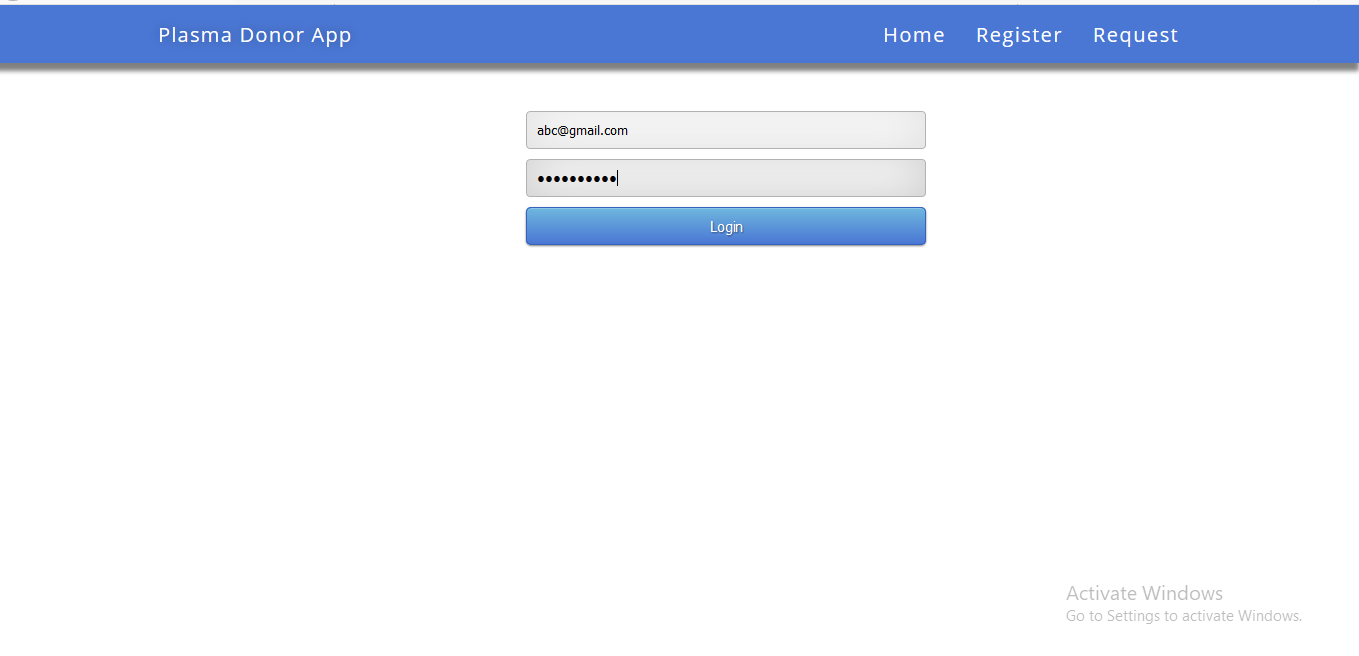 Plasma Donor App
Home Register Request
abc@gmail.com
••••••••••
Login
Activate Windows
Go to Settings to activate Windows.